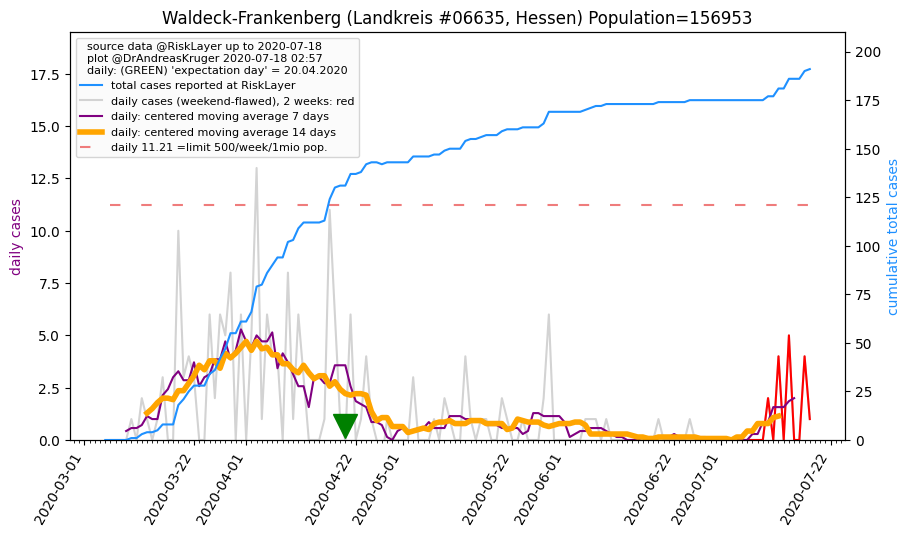 Waldeck-Frankenberg (Landkreis #06635, Hessen) Population=156953
source data @RiskLayer up to 2020-07-18
plot @DrAndreasKruger 2020-07-18 02:57
daily: (GREEN) 'expectation day' = 20.04.2020
total cases reported at RiskLayer
daily cases (weekend-flawed), 2 weeks: red
daily: centered moving average 7 days
daily: centered moving average 14 days
daily 11.21 =limit 500/week/1mio pop.
daily cases
17.5
15.0
12.5
10.0
7.5
5.0
2.5
0.0
cumulative total cases
200
175
150
125
100
75
50
25
0
2020-03-01
2020-03-22
2020-04-01
2020-04-22
2020-05-01
2020-05-22
2020-06-01
2020-06-22
2020-07-01
2020-07-22